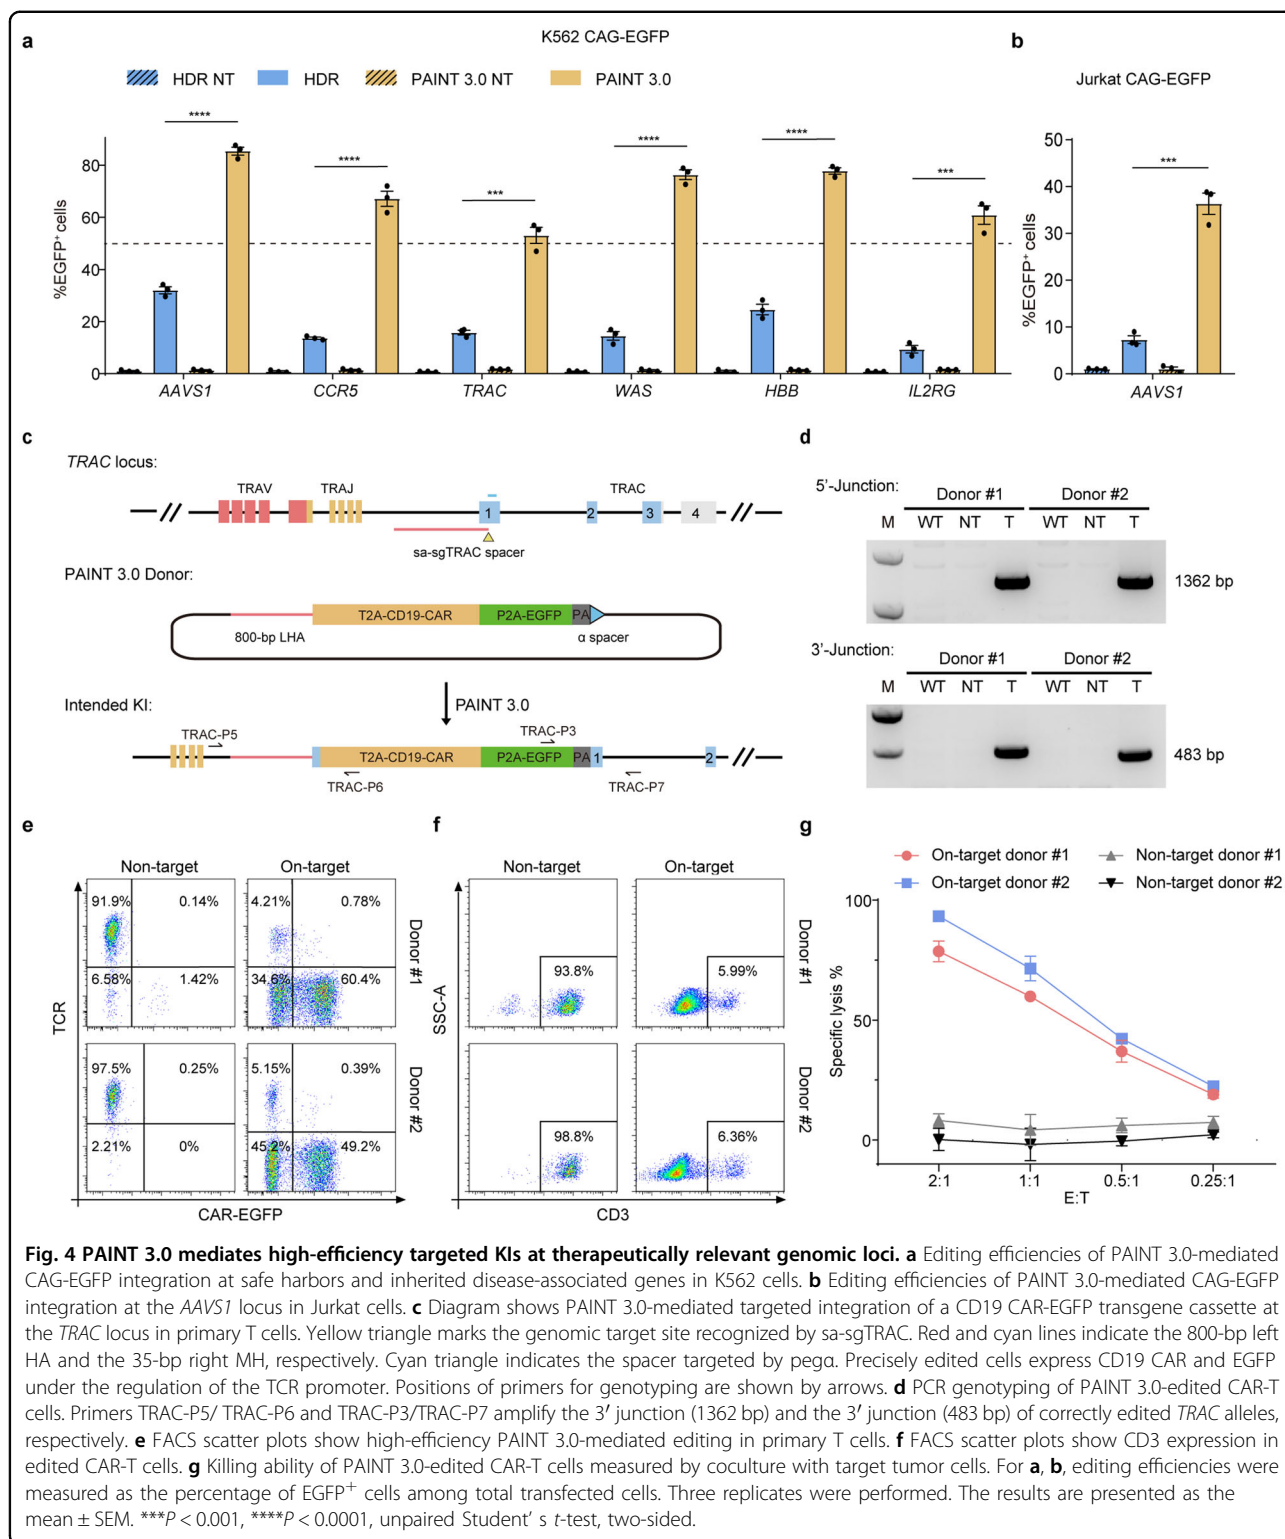 a
K562 CAG-EGFP
HDR NT HDR PAINT 3.0 NT PAINT 3.0
%EGFP+ cells
80
60
40
20
0
**** **** *** **** **** ***
AAVS1 CCR5 TRAC WAS HBB IL2RG
b
Jurkat CAG-EGFP
%EGFP+ cells
50
40
30
20
10
0
***
AAVS1
c
TRAC locus:
TRAV TRAJ TRAC
1 2 3 4
sa-sgTRAC spacer
PAINT 3.0 Donor:
T2A-CD19-CAR P2A-EGFP PA
800-bp LHA α spacer
Intended KI: PAINT 3.0
TRAC-P5 TRAC-P3
T2A-CD19-CAR P2A-EGFP PA 1 2
TRAC-P6 TRAC-P7
d
5'-Junction: Donor #1 Donor #2
M WT NT T WT NT T
1362 bp
3'-Junction:
Donor #1 Donor #2
M WT NT T WT NT T
483 bp
e
Non-target On-target
TCR
91.9% 0.14% 4.21% 0.78%
6.58% 1.42% 34.6% 60.4%
Donor #1
97.5% 0.25% 5.15% 0.39%
2.21% 0% 45.2% 49.2%
Donor #2
CAR-EGFP
f
Non-target On-target
SSC-A
93.8% 5.99%
Donor #1
98.8% 6.36%
Donor #2
CD3
g
On-target donor #1 Non-target donor #1
On-target donor #2 Non-target donor #2
Specific lysis %
100
50
0
2:1 1:1 0.5:1 0.25:1
E:T
Fig. 4 PAINT 3.0 mediates high-efficiency targeted KIs at therapeutically relevant genomic loci. a Editing efficiencies of PAINT 3.0-mediated
CAG-EGFP integration at safe harbors and inherited disease-associated genes in K562 cells. b Editing efficiencies of PAINT 3.0-mediated CAG-EGFP
integration at the AAVS1 locus in Jurkat cells. c Diagram shows PAINT 3.0-mediated targeted integration of a CD19 CAR-EGFP transgene cassette at
the TRAC locus in primary T cells. Yellow triangle marks the genomic target site recognized by sa-sgTRAC. Red and cyan lines indicate the 800-bp left
HA and the 35-bp right MH, respectively. Cyan triangle indicates the spacer targeted by pegα. Precisely edited cells express CD19 CAR and EGFP
under the regulation of the TCR promoter. Positions of primers for genotyping are shown by arrows. d PCR genotyping of PAINT 3.0-edited CAR-T
cells. Primers TRAC-P5/ TRAC-P6 and TRAC-P3/TRAC-P7 amplify the 3′ junction (1362 bp) and the 3′ junction (483 bp) of correctly edited TRAC alleles,
respectively. e FACS scatter plots show high-efficiency PAINT 3.0-mediated editing in primary T cells. f FACS scatter plots show CD3 expression in
edited CAR-T cells. g Killing ability of PAINT 3.0-edited CAR-T cells measured by coculture with target tumor cells. For a, b, editing efficiencies were
measured as the percentage of EGFP+ cells among total transfected cells. Three replicates were performed. The results are presented as the
mean ± SEM. ***P < 0.001, ****P < 0.0001, unpaired Student' s t-test, two-sided.